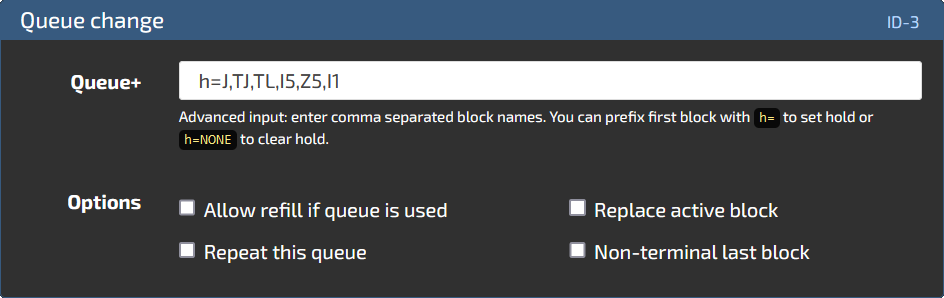 Queue change
ID-3
Queue+
h=J,TJ,TL,I5,Z5,I1
Advanced input: enter comma separated block names. You can prefix first block with h= to set hold or
h=NONE to clear hold.
Options
Allow refill if queue is used
Replace active block
Repeat this queue
Non-terminal last block